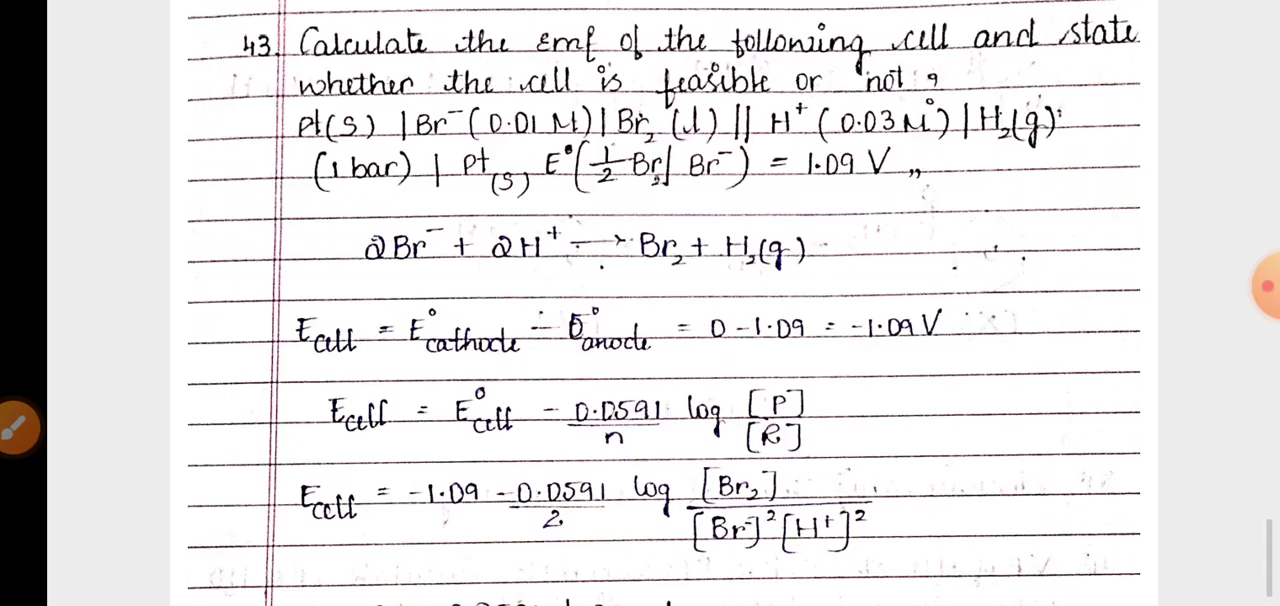 43. Calculate the Emf of the following cell and state
whether the cell is feasible or not ?
Pt(s) | Br⁻ (0.01 M) | Br₂ (l) || H⁺ (0.03 M) | H₂(g)
(1 bar) | Pt(s) E°(½ Br₂ | Br⁻) = 1.09 V ,,
2Br⁻ + 2H⁺ → Br₂ + H₂(g)
Ecell = E°cathode − E°anode = 0 − 1.09 = −1.09 V
Ecell = E°cell − 0.0591/n log [P]/[R]
Ecell = −1.09 − 0.0591/2 log [Br₂]/[Br⁻]²[H⁺]²